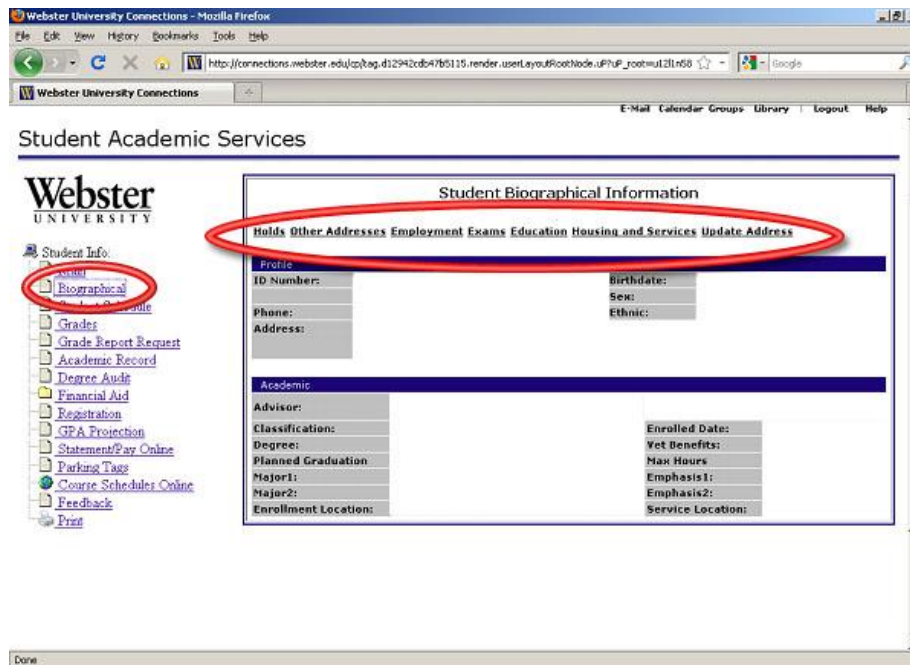 Webster University Connections - Mozilla Firefox
File Edit View History Bookmarks Tools Help
Google
Webster University Connections
E-Mail Calendar Groups Library | Logout Help
Student Academic Services
Webster
UNIVERSITY
Student Info:
Biographical
Student Schedule
Grades
Grade Report Request
Academic Record
Degree Audit
Financial Aid
Registration
GPA Projection
Statement/Pay Online
Parking Tags
Course Schedules Online
Feedback
Print
Student Biographical Information
Holds Other Addresses Employment Exams Education Housing and Services Update Address
Profile
ID Number: Birthdate:
Sex:
Phone: Ethnic:
Address:
Academic
Advisor:
Classification: Enrolled Date:
Degree: Vet Benefits:
Planned Graduation Max Hours
Major1: Emphasis1:
Major2: Emphasis2:
Enrollment Location: Service Location:
Done